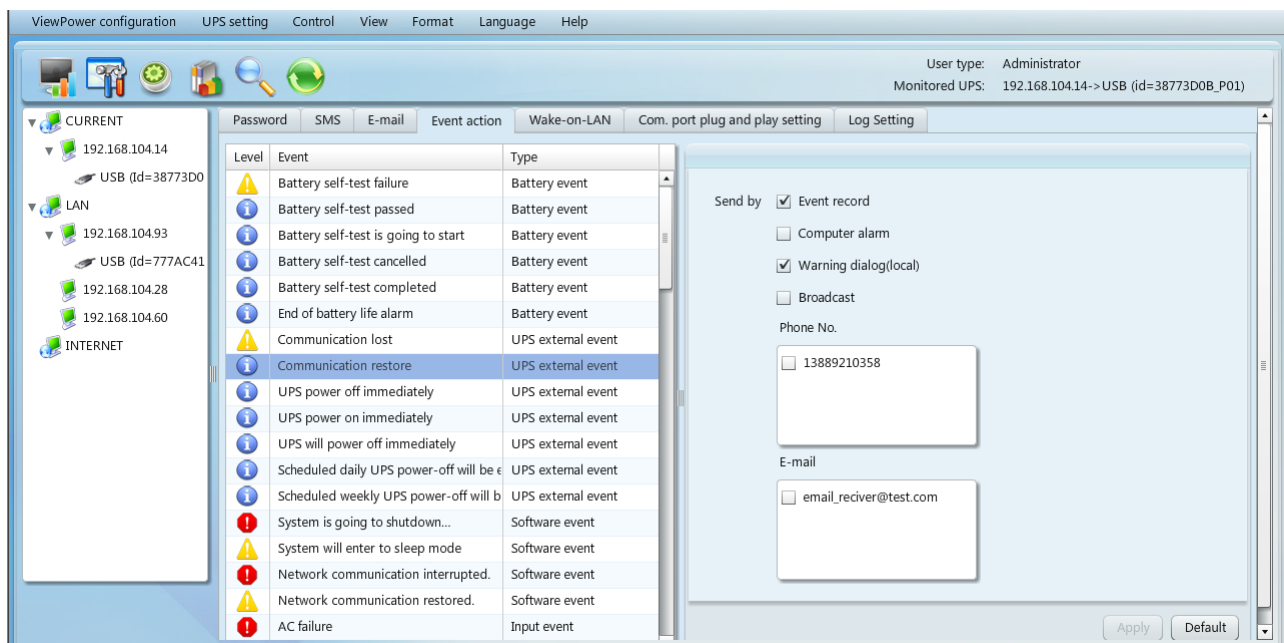 ViewPower configuration UPS setting Control View Format Language Help
User type: Administrator
Monitored UPS: 192.168.104.14->USB (id=38773D0B_P01)
CURRENT
192.168.104.14
USB (Id=38773D0
LAN
192.168.104.93
USB (Id=777AC41
192.168.104.28
192.168.104.60
INTERNET
Password SMS E-mail Event action Wake-on-LAN Com. port plug and play setting Log Setting
Level Event Type
Battery self-test failure Battery event
Battery self-test passed Battery event
Battery self-test is going to start Battery event
Battery self-test cancelled Battery event
Battery self-test completed Battery event
End of battery life alarm Battery event
Communication lost UPS external event
Communication restore UPS external event
UPS power off immediately UPS external event
UPS power on immediately UPS external event
UPS will power off immediately UPS external event
Scheduled daily UPS power-off will be e UPS external event
Scheduled weekly UPS power-off will b UPS external event
System is going to shutdown... Software event
System will enter to sleep mode Software event
Network communication interrupted. Software event
Network communication restored. Software event
AC failure Input event
Send by Event record
Computer alarm
Warning dialog(local)
Broadcast
Phone No.
13889210358
E-mail
email_reciver@test.com
Apply Default